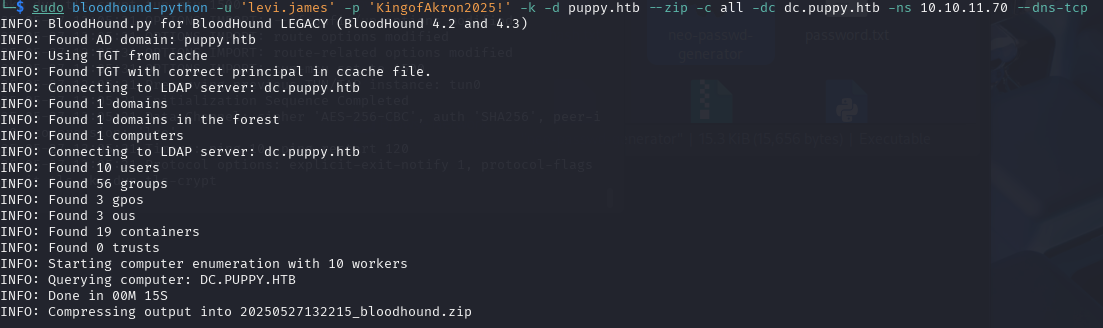 └─$ sudo bloodhound-python -u 'levi.james' -p 'KingofAkron2025!' -k -d puppy.htb --zip -c all -dc dc.puppy.htb -ns 10.10.11.70 --dns-tcp
INFO: BloodHound.py for BloodHound LEGACY (BloodHound 4.2 and 4.3)
INFO: Found AD domain: puppy.htb
INFO: Using TGT from cache
INFO: Found TGT with correct principal in ccache file.
INFO: Connecting to LDAP server: dc.puppy.htb
INFO: Found 1 domains
INFO: Found 1 domains in the forest
INFO: Found 1 computers
INFO: Connecting to LDAP server: dc.puppy.htb
INFO: Found 10 users
INFO: Found 56 groups
INFO: Found 3 gpos
INFO: Found 3 ous
INFO: Found 19 containers
INFO: Found 0 trusts
INFO: Starting computer enumeration with 10 workers
INFO: Querying computer: DC.PUPPY.HTB
INFO: Done in 00M 15S
INFO: Compressing output into 20250527132215_bloodhound.zip
neo-passwd
generator
password.txt